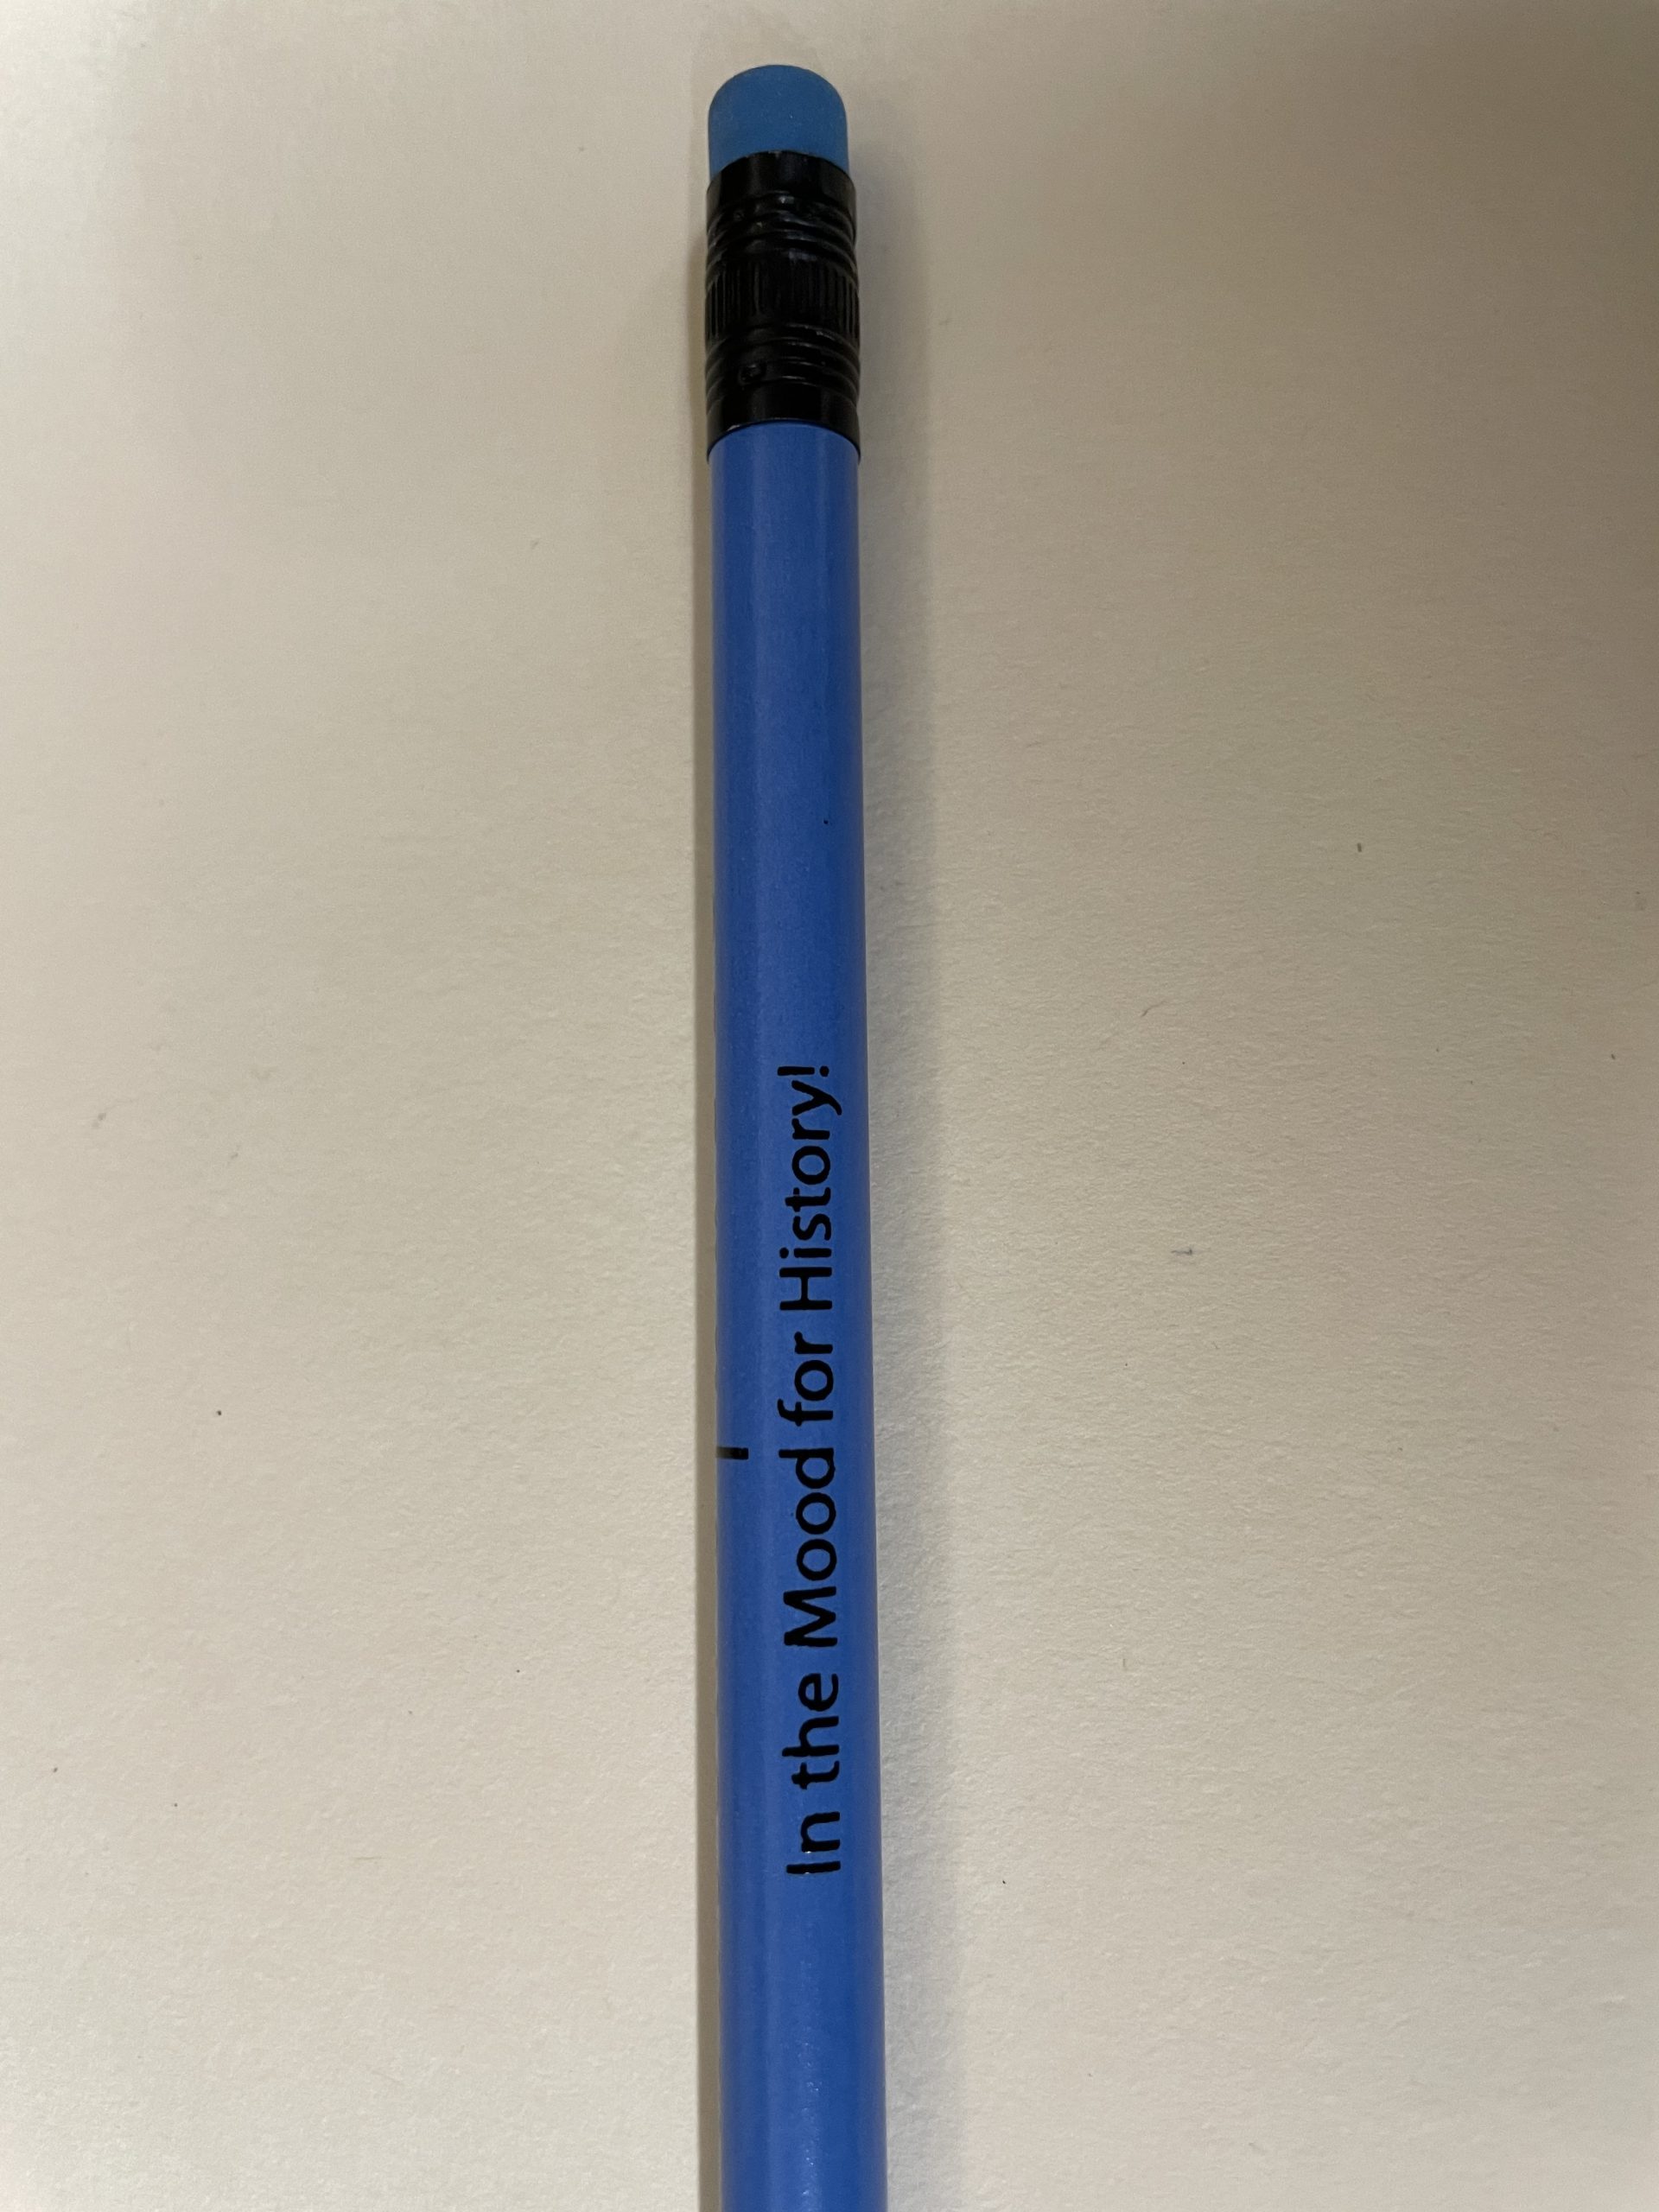 In the Mood for History!